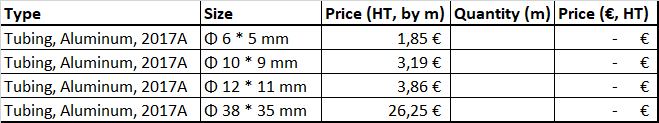 Type Size Price (HT, by m) Quantity (m) Price (€, HT)
Tubing, Aluminum, 2017A Φ 6 * 5 mm 1,85 € - €
Tubing, Aluminum, 2017A Φ 10 * 9 mm 3,19 € - €
Tubing, Aluminum, 2017A Φ 12 * 11 mm 3,86 € - €
Tubing, Aluminum, 2017A Φ 38 * 35 mm 26,25 € - €